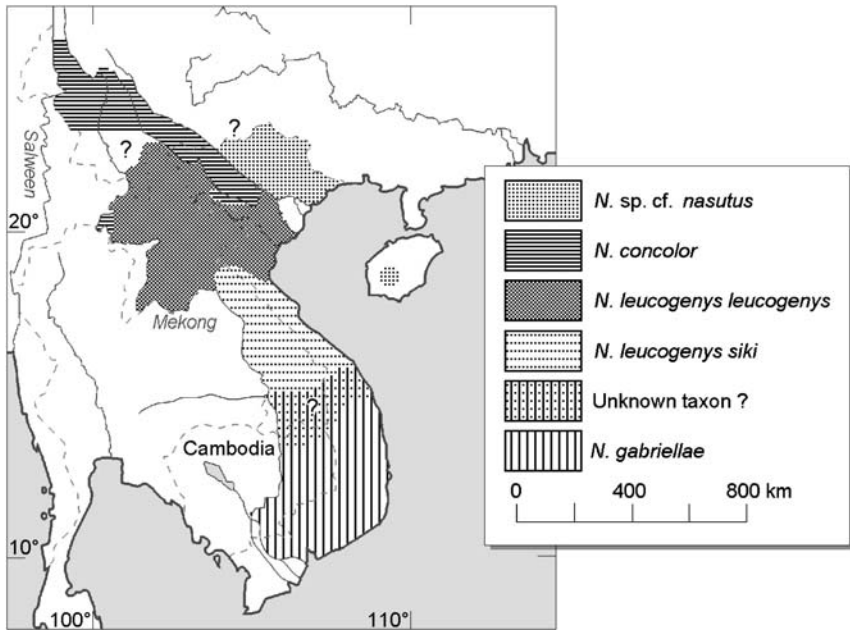 ?
?
Salween
20°
Mekong
?
Cambodia
10°
100°
110°
N. sp. cf. nasutus
N. concolor
N. leucogenys leucogenys
N. leucogenys siki
Unknown taxon ?
N. gabriellae
0 400 800 km